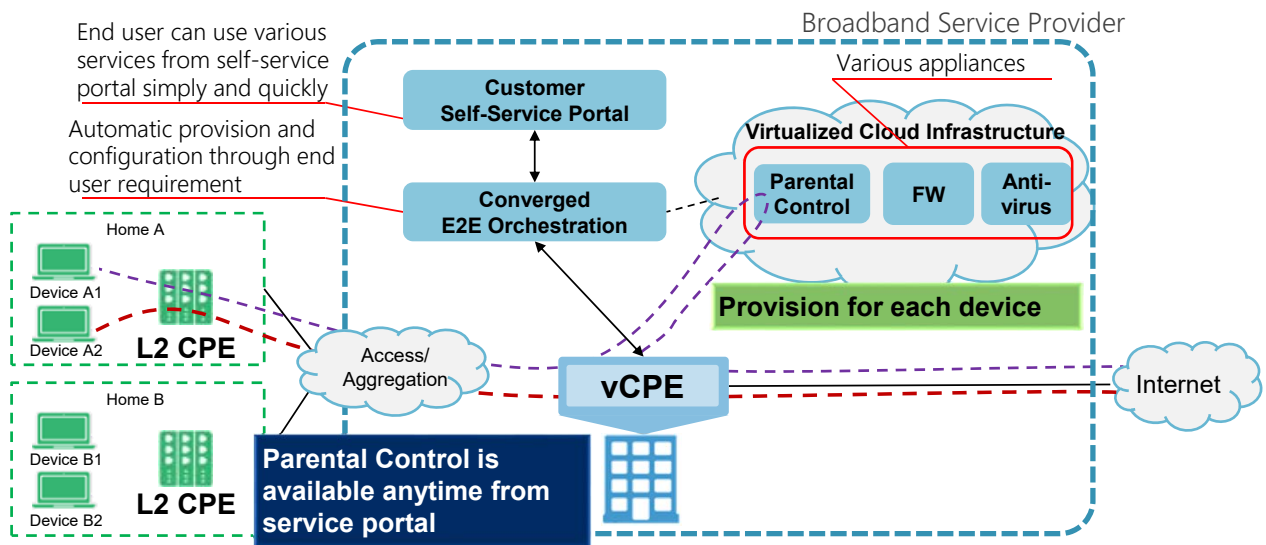 Broadband Service Provider
End user can use various
services from self-service
portal simply and quickly
Automatic provision and
configuration through end
user requirement
Customer
Self-Service Portal
Converged
E2E Orchestration
Various appliances
Virtualized Cloud Infrastructure
Parental
Control
FW
Anti-
virus
Provision for each device
Home A
Device A1
Device A2
L2 CPE
Access/
Aggregation
vCPE
Internet
Home B
Device B1
Device B2
L2 CPE
Parental Control is
available anytime from
service portal